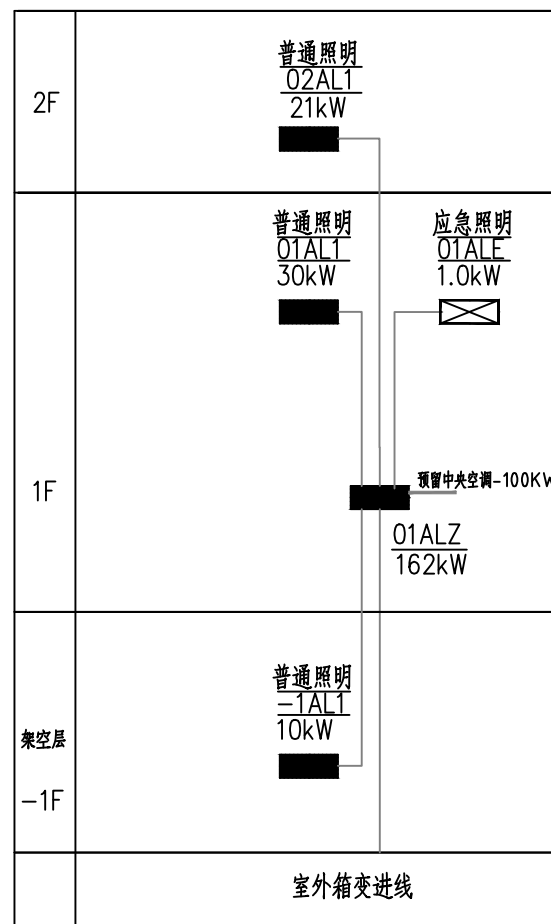 2F
普通照明
02AL1
21kW
普通照明
01AL1
30kW
应急照明
01ALE
1.0kW
1F
预留中央空调-100KW
01ALZ
162kW
普通照明
-1AL1
10kW
架空层
-1F
室外箱变进线